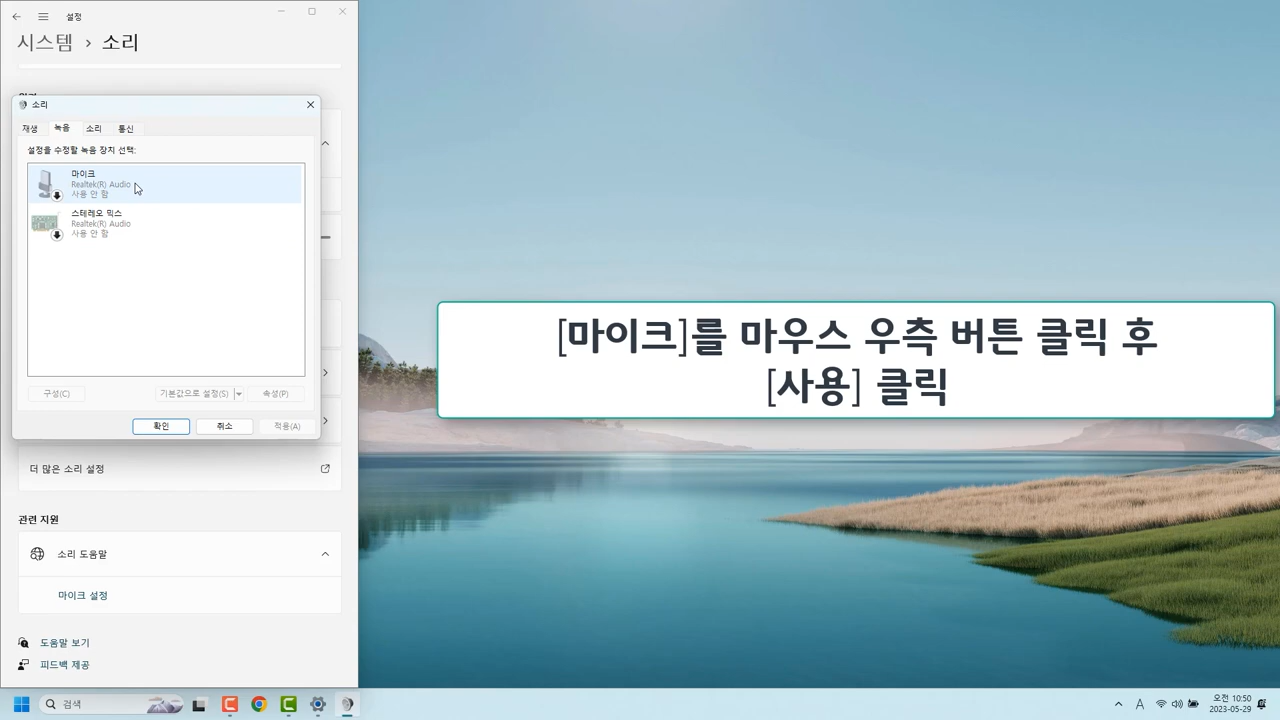 설정
시스템 › 소리
소리
재생 녹음 소리 통신
설정을 수정할 녹음 장치 선택:
마이크
Realtek(R) Audio
사용 안 함
스테레오 믹스
Realtek(R) Audio
사용 안 함
구성(C) 기본값으로 설정(S) 속성(P)
확인 취소 적용(A)
더 많은 소리 설정
관련 지원
소리 도움말
마이크 설정
도움말 보기
피드백 제공
[마이크]를 마우스 우측 버튼 클릭 후
[사용] 클릭
검색
A
오전 10:50
2023-05-29